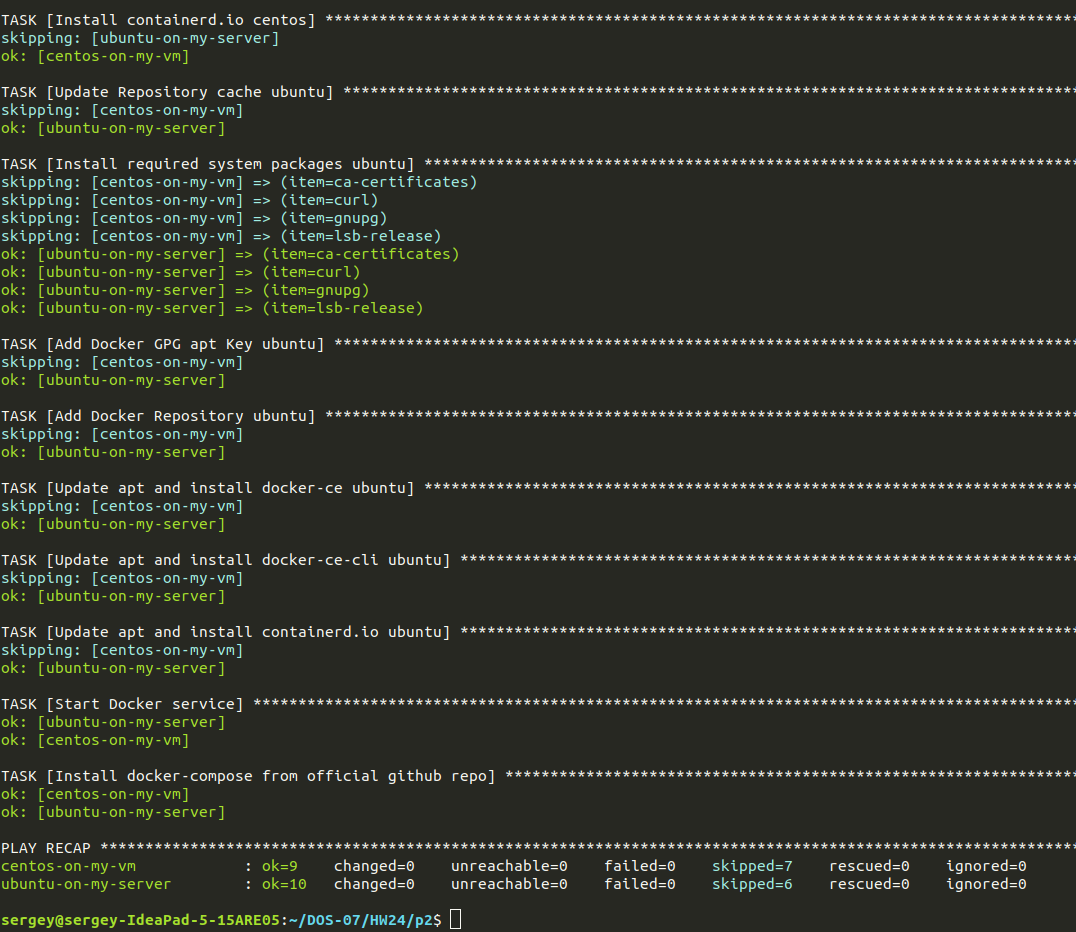 TASK [Install containerd.io centos] ***********************************************************************************
skipping: [ubuntu-on-my-server]
ok: [centos-on-my-vm]
TASK [Update Repository cache ubuntu] *********************************************************************************
skipping: [centos-on-my-vm]
ok: [ubuntu-on-my-server]
TASK [Install required system packages ubuntu] ************************************************************************
skipping: [centos-on-my-vm] => (item=ca-certificates)
skipping: [centos-on-my-vm] => (item=curl)
skipping: [centos-on-my-vm] => (item=gnupg)
skipping: [centos-on-my-vm] => (item=lsb-release)
ok: [ubuntu-on-my-server] => (item=ca-certificates)
ok: [ubuntu-on-my-server] => (item=curl)
ok: [ubuntu-on-my-server] => (item=gnupg)
ok: [ubuntu-on-my-server] => (item=lsb-release)
TASK [Add Docker GPG apt Key ubuntu] **********************************************************************************
skipping: [centos-on-my-vm]
ok: [ubuntu-on-my-server]
TASK [Add Docker Repository ubuntu] ***********************************************************************************
skipping: [centos-on-my-vm]
ok: [ubuntu-on-my-server]
TASK [Update apt and install docker-ce ubuntu] ************************************************************************
skipping: [centos-on-my-vm]
ok: [ubuntu-on-my-server]
TASK [Update apt and install docker-ce-cli ubuntu] ********************************************************************
skipping: [centos-on-my-vm]
ok: [ubuntu-on-my-server]
TASK [Update apt and install containerd.io ubuntu] ********************************************************************
skipping: [centos-on-my-vm]
ok: [ubuntu-on-my-server]
TASK [Start Docker service] *******************************************************************************************
ok: [ubuntu-on-my-server]
ok: [centos-on-my-vm]
TASK [Install docker-compose from official github repo] ***************************************************************
ok: [centos-on-my-vm]
ok: [ubuntu-on-my-server]
PLAY RECAP ************************************************************************************************************
centos-on-my-vm            : ok=9    changed=0    unreachable=0    failed=0    skipped=7    rescued=0    ignored=0
ubuntu-on-my-server        : ok=10   changed=0    unreachable=0    failed=0    skipped=6    rescued=0    ignored=0
sergey@sergey-IdeaPad-5-15ARE05:~/DOS-07/HW24/p2$